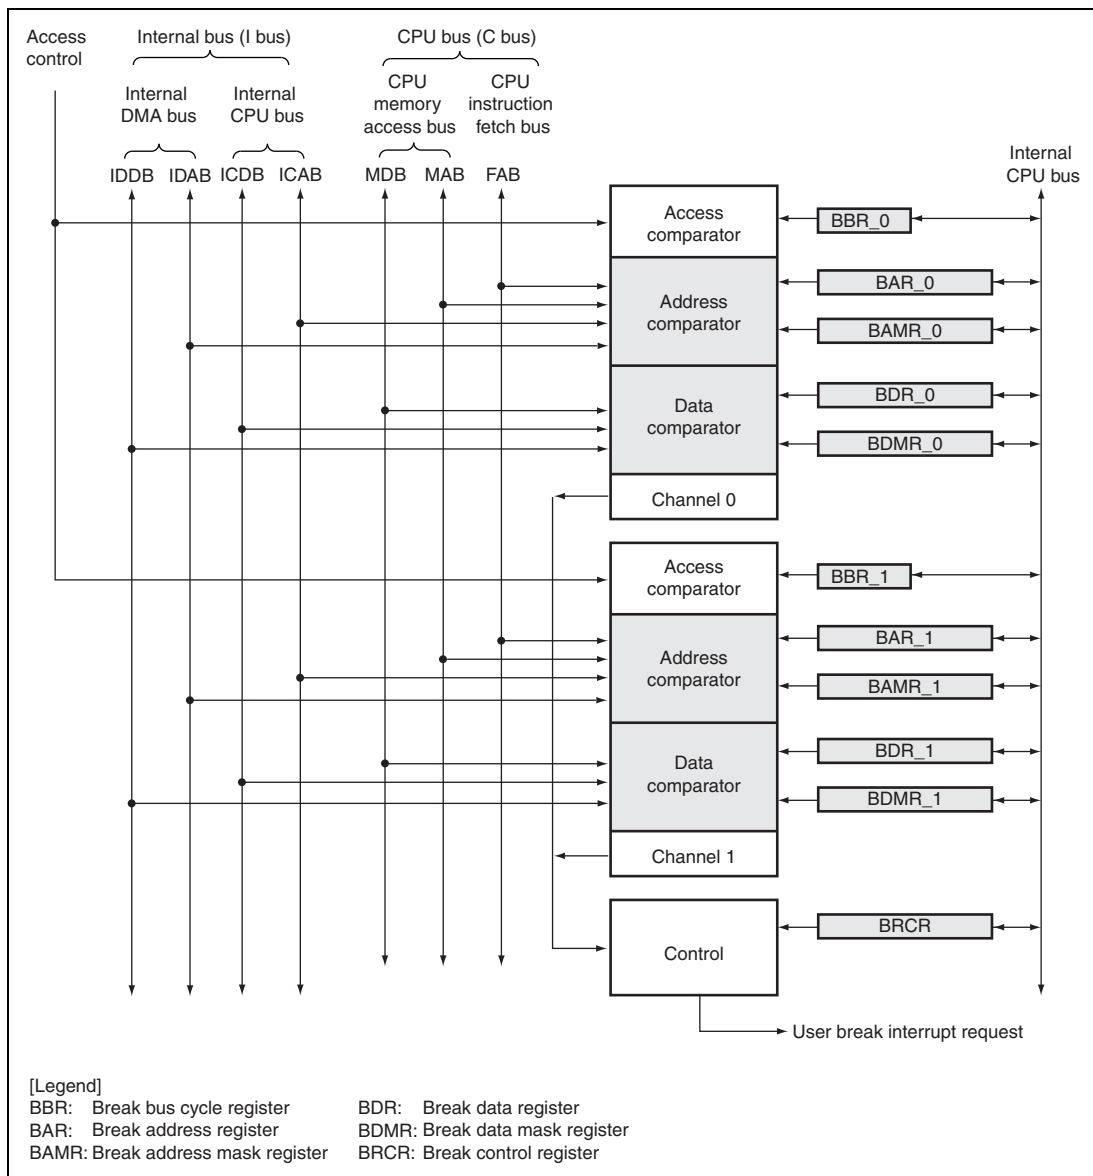 Access
control
Internal bus (I bus)
CPU bus (C bus)
Internal
DMA bus
Internal
CPU bus
CPU
memory
access bus
CPU
instruction
fetch bus
IDDB
IDAB
ICDB
ICAB
MDB
MAB
FAB
Internal
CPU bus
Access
comparator
BBR_0
Address
comparator
BAR_0
BAMR_0
Data
comparator
BDR_0
BDMR_0
Channel 0
Access
comparator
BBR_1
Address
comparator
BAR_1
BAMR_1
Data
comparator
BDR_1
BDMR_1
Channel 1
Control
BRCR
User break interrupt request
[Legend]
BBR: Break bus cycle register
BAR: Break address register
BAMR: Break address mask register
BDR: Break data register
BDMR: Break data mask register
BRCR: Break control register